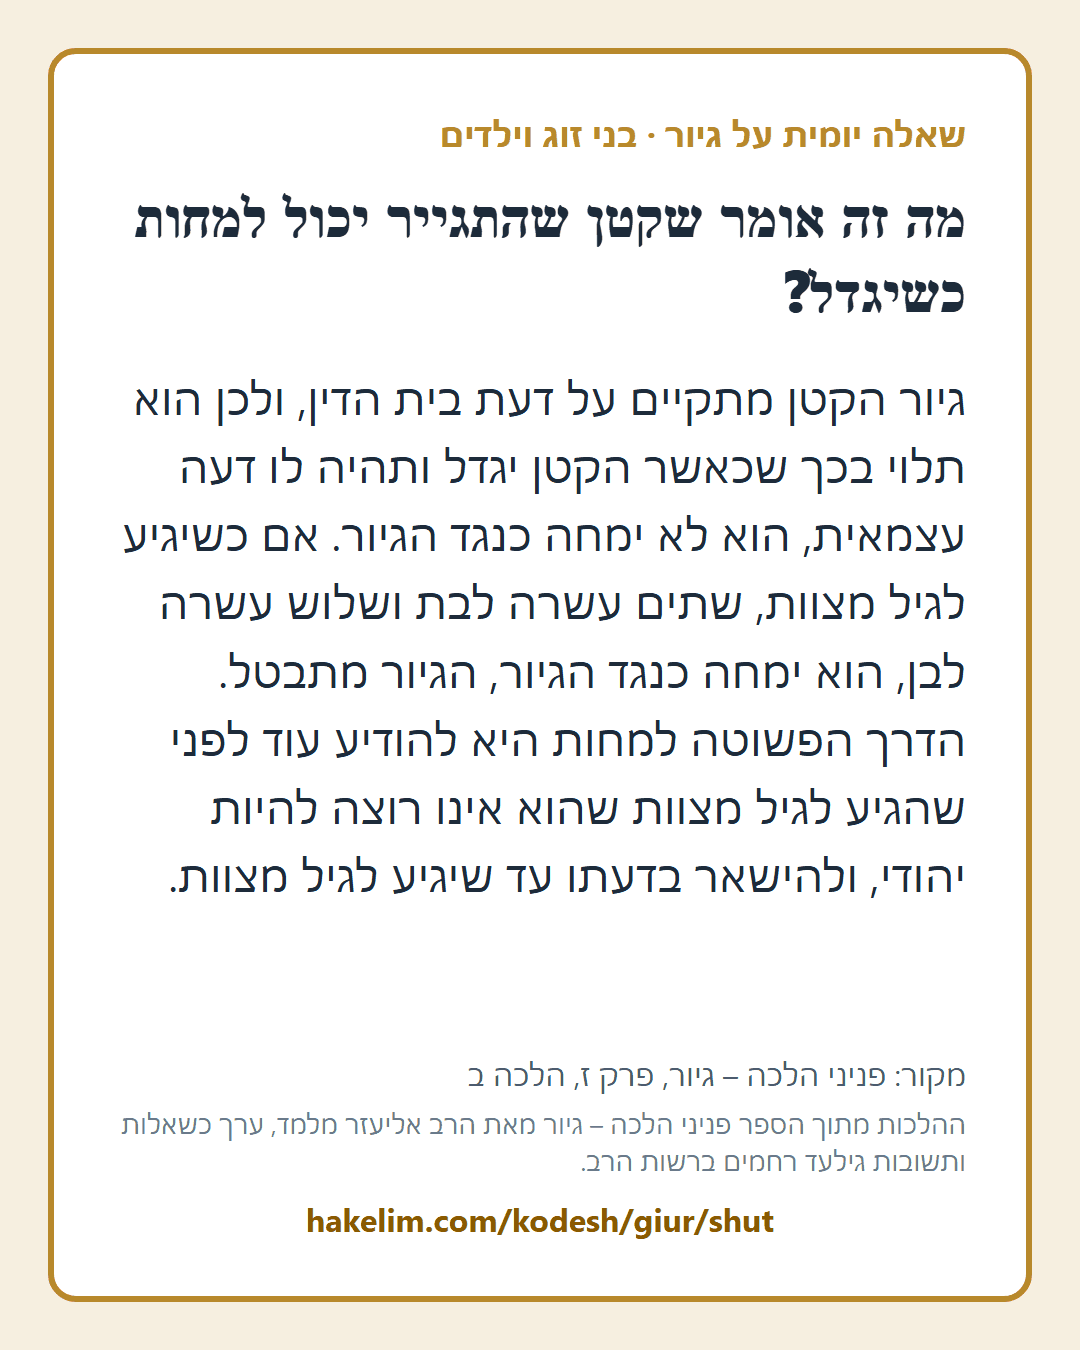 שאלה יומית על גיור · בני זוג וילדים
מה זה אומר שקטן שהתגייר יכול למחות
כשיגדל?
גיור הקטן מתקיים על דעת בית הדין, ולכן הוא
תלוי בכך שכאשר הקטן יגדל ותהיה לו דעה
עצמאית, הוא לא ימחה כנגד הגיור. אם כשיגיע
לגיל מצוות, שתים עשרה לבת ושלוש עשרה
לבן, הוא ימחה כנגד הגיור, הגיור מתבטל.
הדרך הפשוטה למחות היא להודיע עוד לפני
שהגיע לגיל מצוות שהוא אינו רוצה להיות
יהודי, ולהישאר בדעתו עד שיגיע לגיל מצוות.
מקור: פניני הלכה – גיור, פרק ז, הלכה ב
ההלכות מתוך הספר פניני הלכה – גיור מאת הרב אליעזר מלמד, ערך כשאלות
ותשובות גילעד רחמים ברשות הרב.
hakelim.com/kodesh/giur/shut